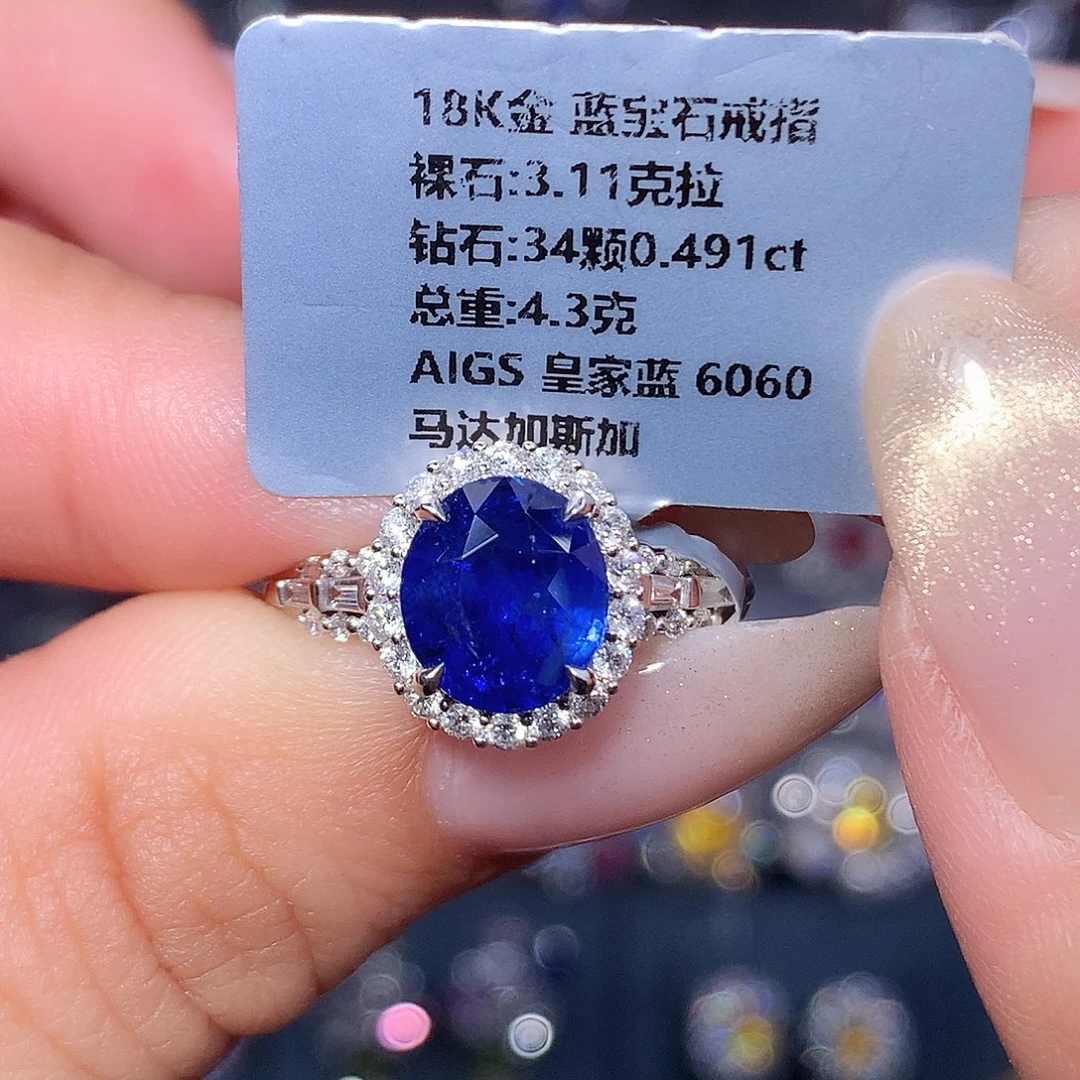 18K金 蓝宝石戒指
裸石:3.11克拉
钻石:34颗0.491ct
总重:4.3克
AIGS 皇家蓝 6060
马达加斯加